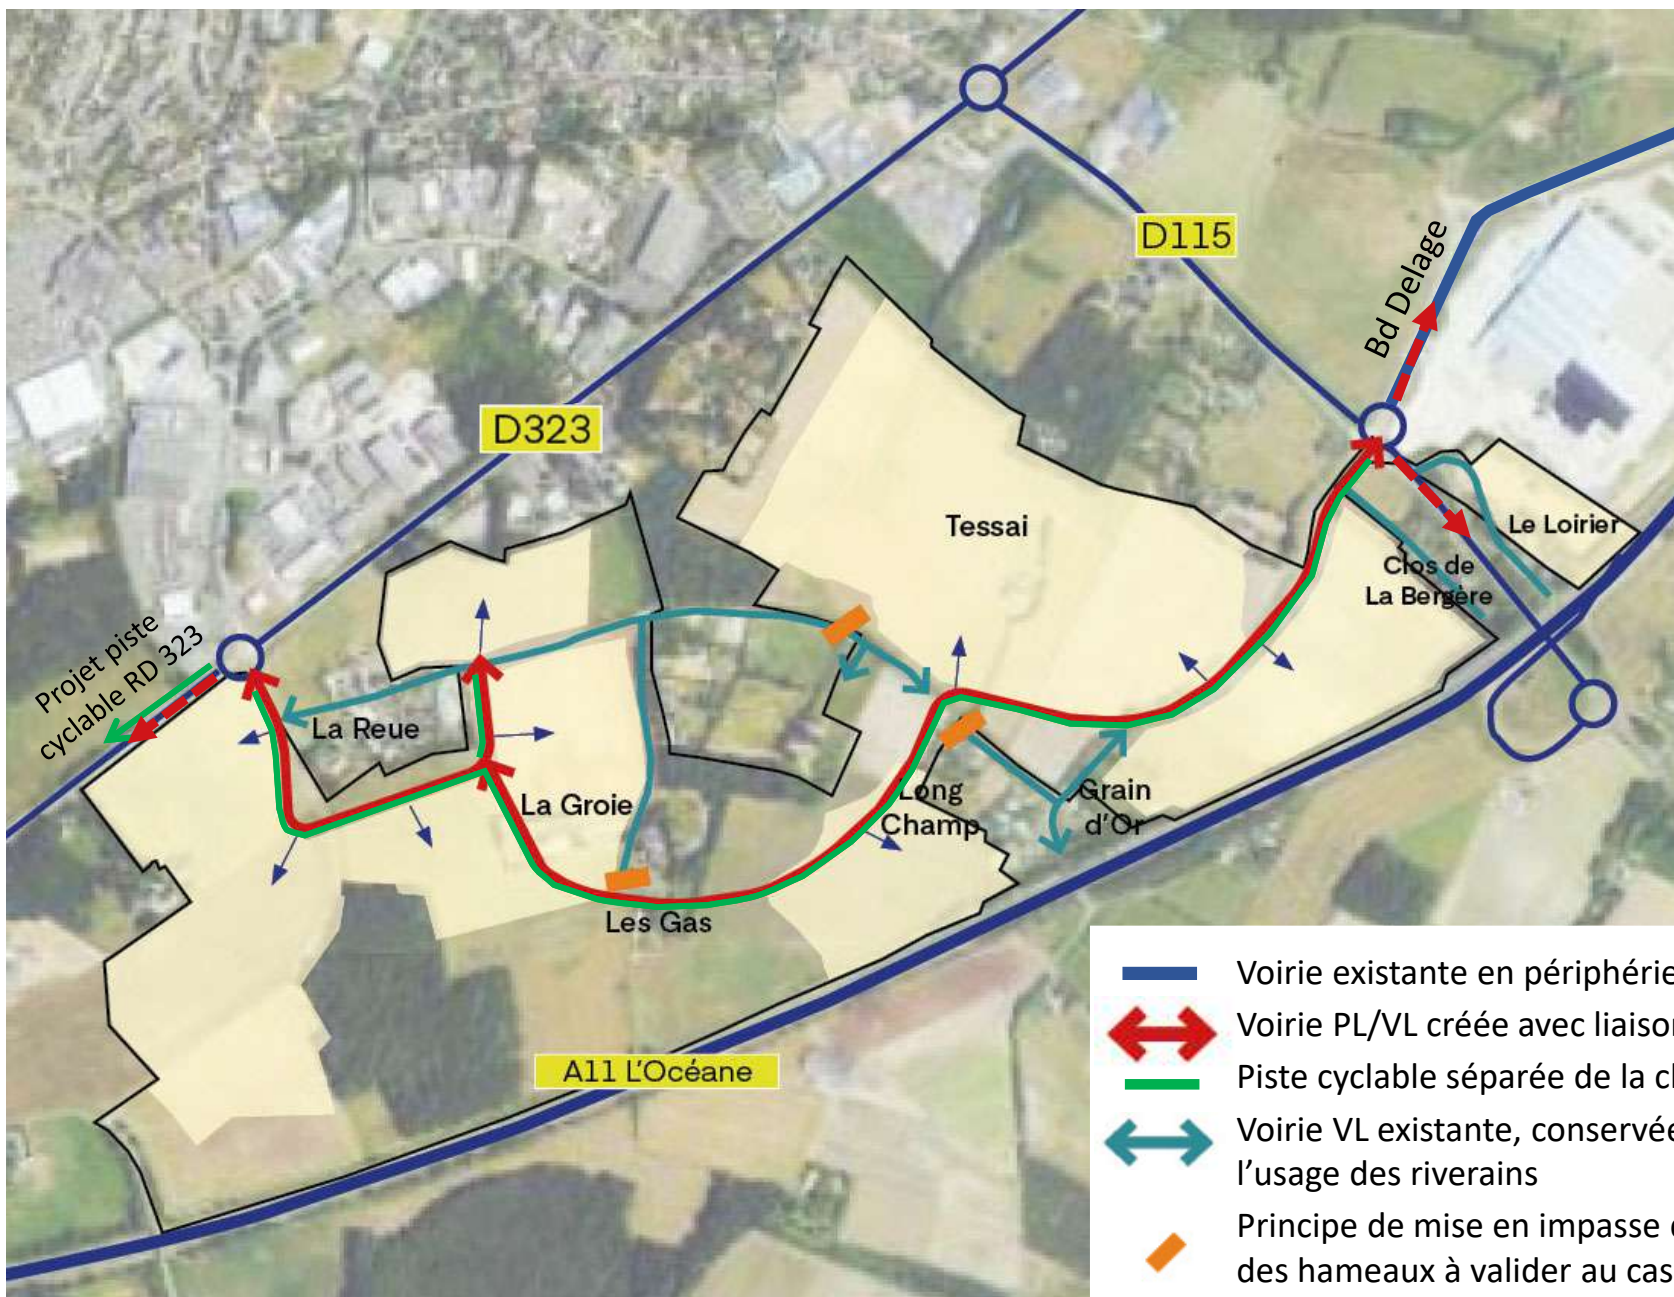 D115
Bd Delage
D323
Tessai
Le Loirier
Clos de
La Bergère
Projet piste
cyclable RD 323
La Reue
La Groie
Long
Champ
Grain
d'Or
Les Gas
A11 L'Océane
Voirie existante en périphérie
Voirie PL/VL créée avec liaison
Piste cyclable séparée de la c
Voirie VL existante, conservée
l'usage des riverains
Principe de mise en impasse
des hameaux à valider au cas